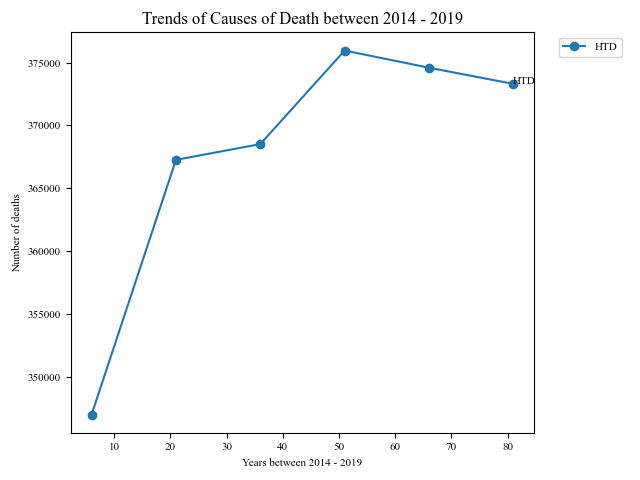 Trends of Causes of Death between 2014 - 2019
HTD
375000
HTD
370000
365000
360000
355000
350000
Number of deaths
10 20 30 40 50 60 70 80
Years between 2014 - 2019